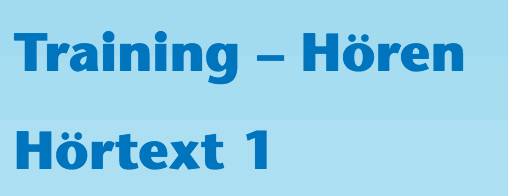 Training – Hören
Hörtext 1